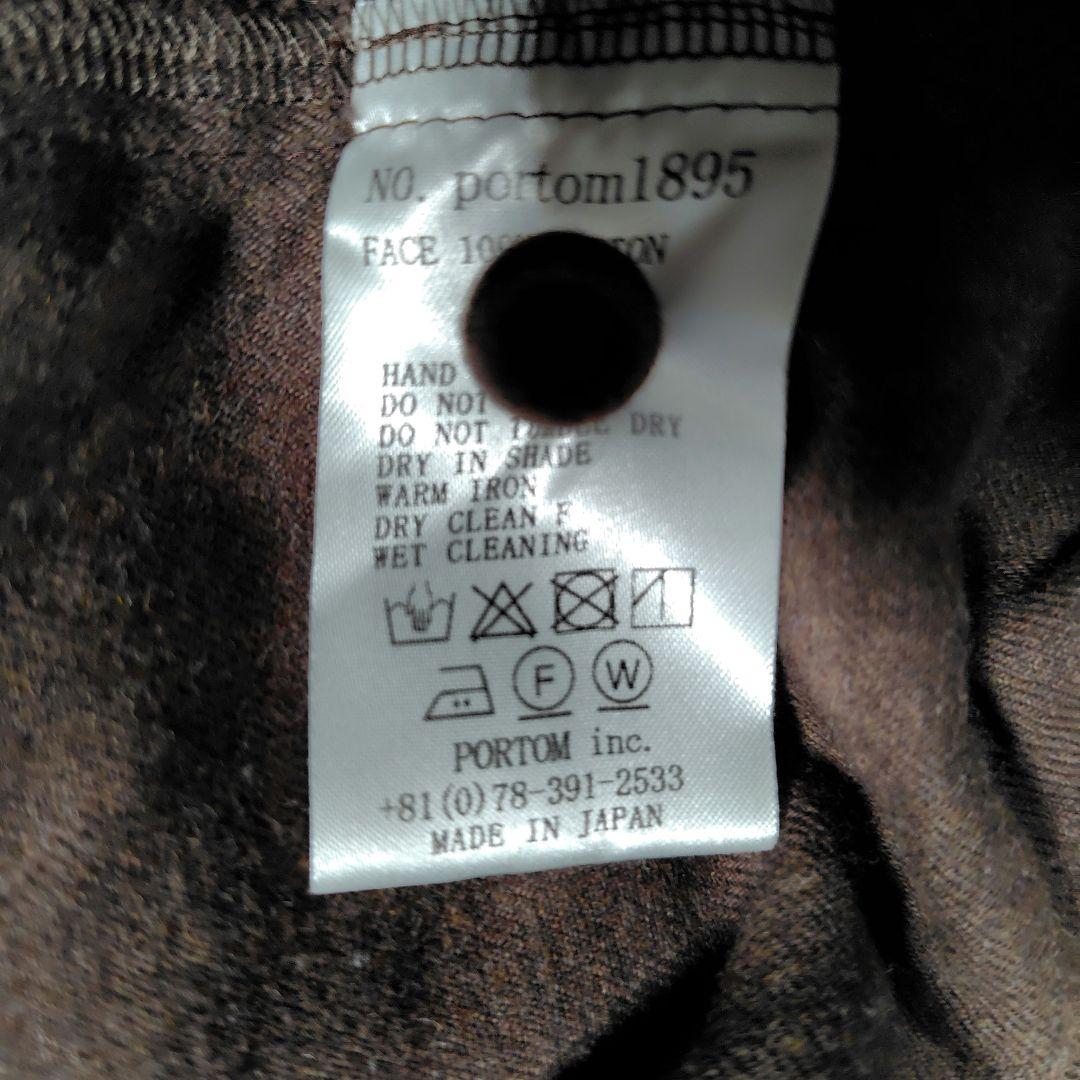 NO. portom1895
FACE
HAND
DO NOT
DO NOT TUMBLE DRY
DRY IN SHADE
WARM IRON
DRY CLEAN F
WET CLEANING
F
W
PORTOM inc.
+81(0)78-391-2533
MADE IN JAPAN